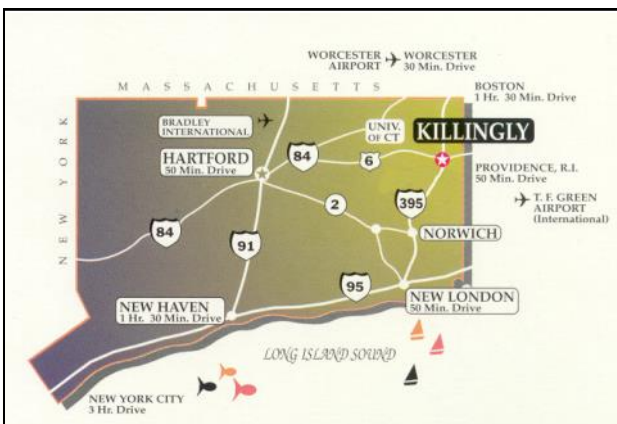 WORCESTER
AIRPORT
WORCESTER
30 Min. Drive
MASSACHUSETTS
BOSTON
1 Hr. 30 Min. Drive
BRADLEY
INTERNATIONAL
UNIV.
OF CT
KILLINGLY
HARTFORD
50 Min. Drive
84
6
PROVIDENCE, R.I.
50 Min. Drive
NEW YORK
2
395
T. F. GREEN
AIRPORT
(International)
84
91
NORWICH
95
NEW HAVEN
1 Hr. 30 Min. Drive
NEW LONDON
50 Min. Drive
LONG ISLAND SOUND
NEW YORK CITY
3 Hr. Drive